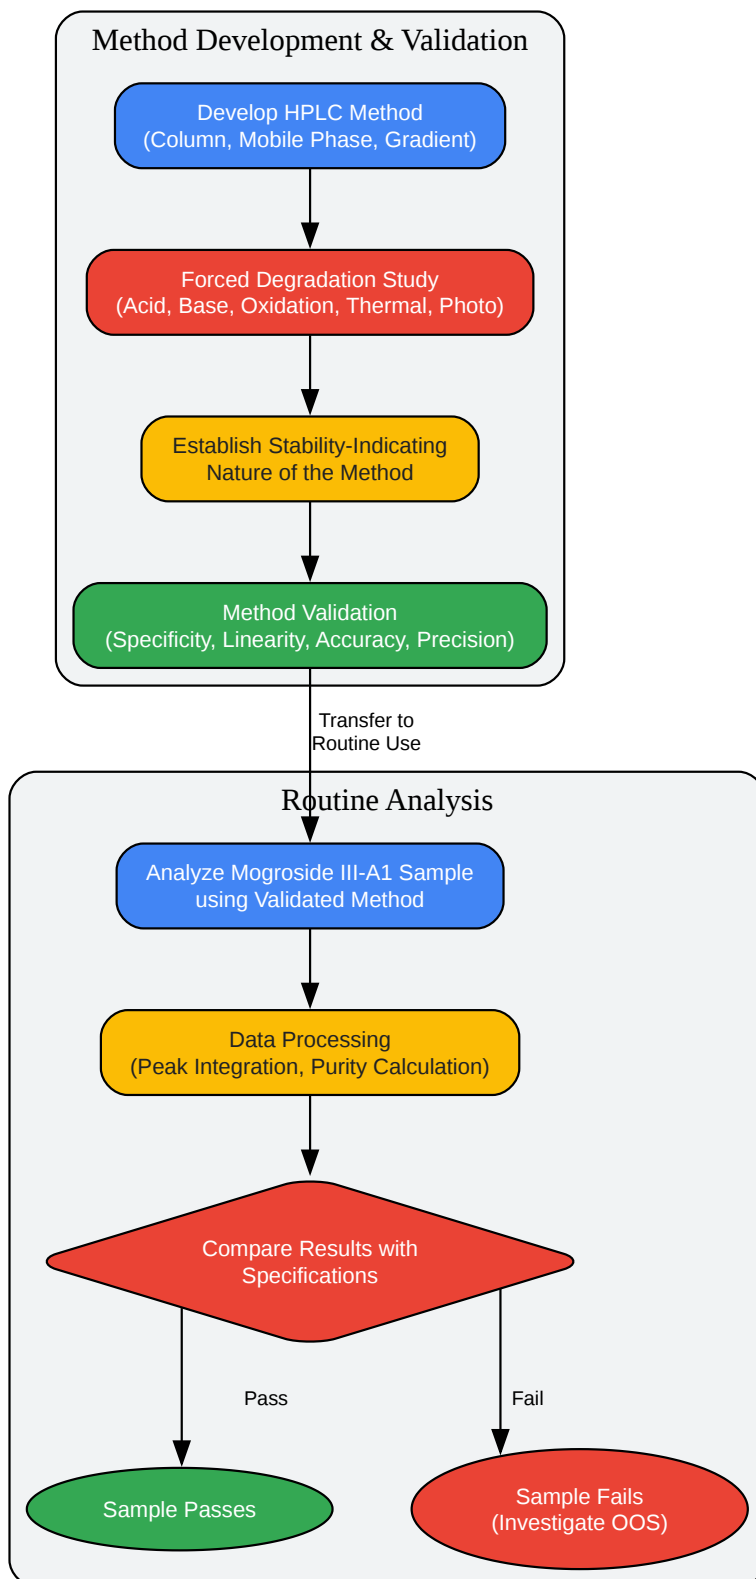 Method Development & Validation
Develop HPLC Method
(Column, Mobile Phase, Gradient)
Forced Degradation Study
(Acid, Base, Oxidation, Thermal, Photo)
Establish Stability-Indicating
Nature of the Method
Method Validation
(Specificity, Linearity, Accuracy, Precision)
Transfer to
Routine Use
Routine Analysis
Analyze Mogroside III-A1 Sample
using Validated Method
Data Processing
(Peak Integration, Purity Calculation)
Compare Results with
Specifications
Pass
Fail
Sample Passes
Sample Fails
(Investigate OOS)